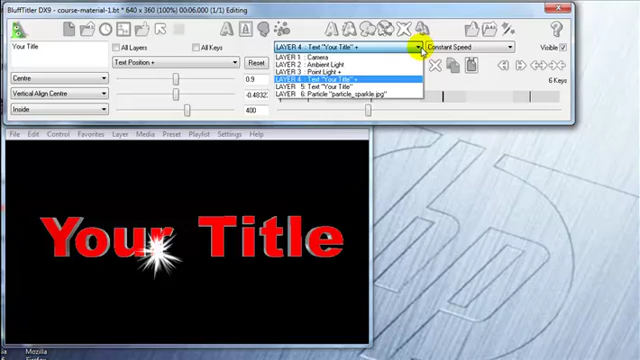 BluffTitler DX9 - course-material-1.bt * 640 x 360 (100%) 00:06.000 (1/1) Editing
Your Title
All Layers
All Keys
LAYER 4 : Text "Your Title" +
Constant Speed
Visible
Text Position +
Reset
LAYER 1 : Camera
LAYER 2 : Ambient Light
LAYER 3 : Point Light +
LAYER 4 : Text "Your Title" +
LAYER 5: Text "Your Title"
LAYER 6: Particle "particle_sparkle.jpg"
6 Keys
Centre
0.9
Vertical Align Centre
-0.4832
Inside
400
File Edit Layer Favorites Preset Playlist Settings Help
Your Title
hp
Mozilla
Firefox